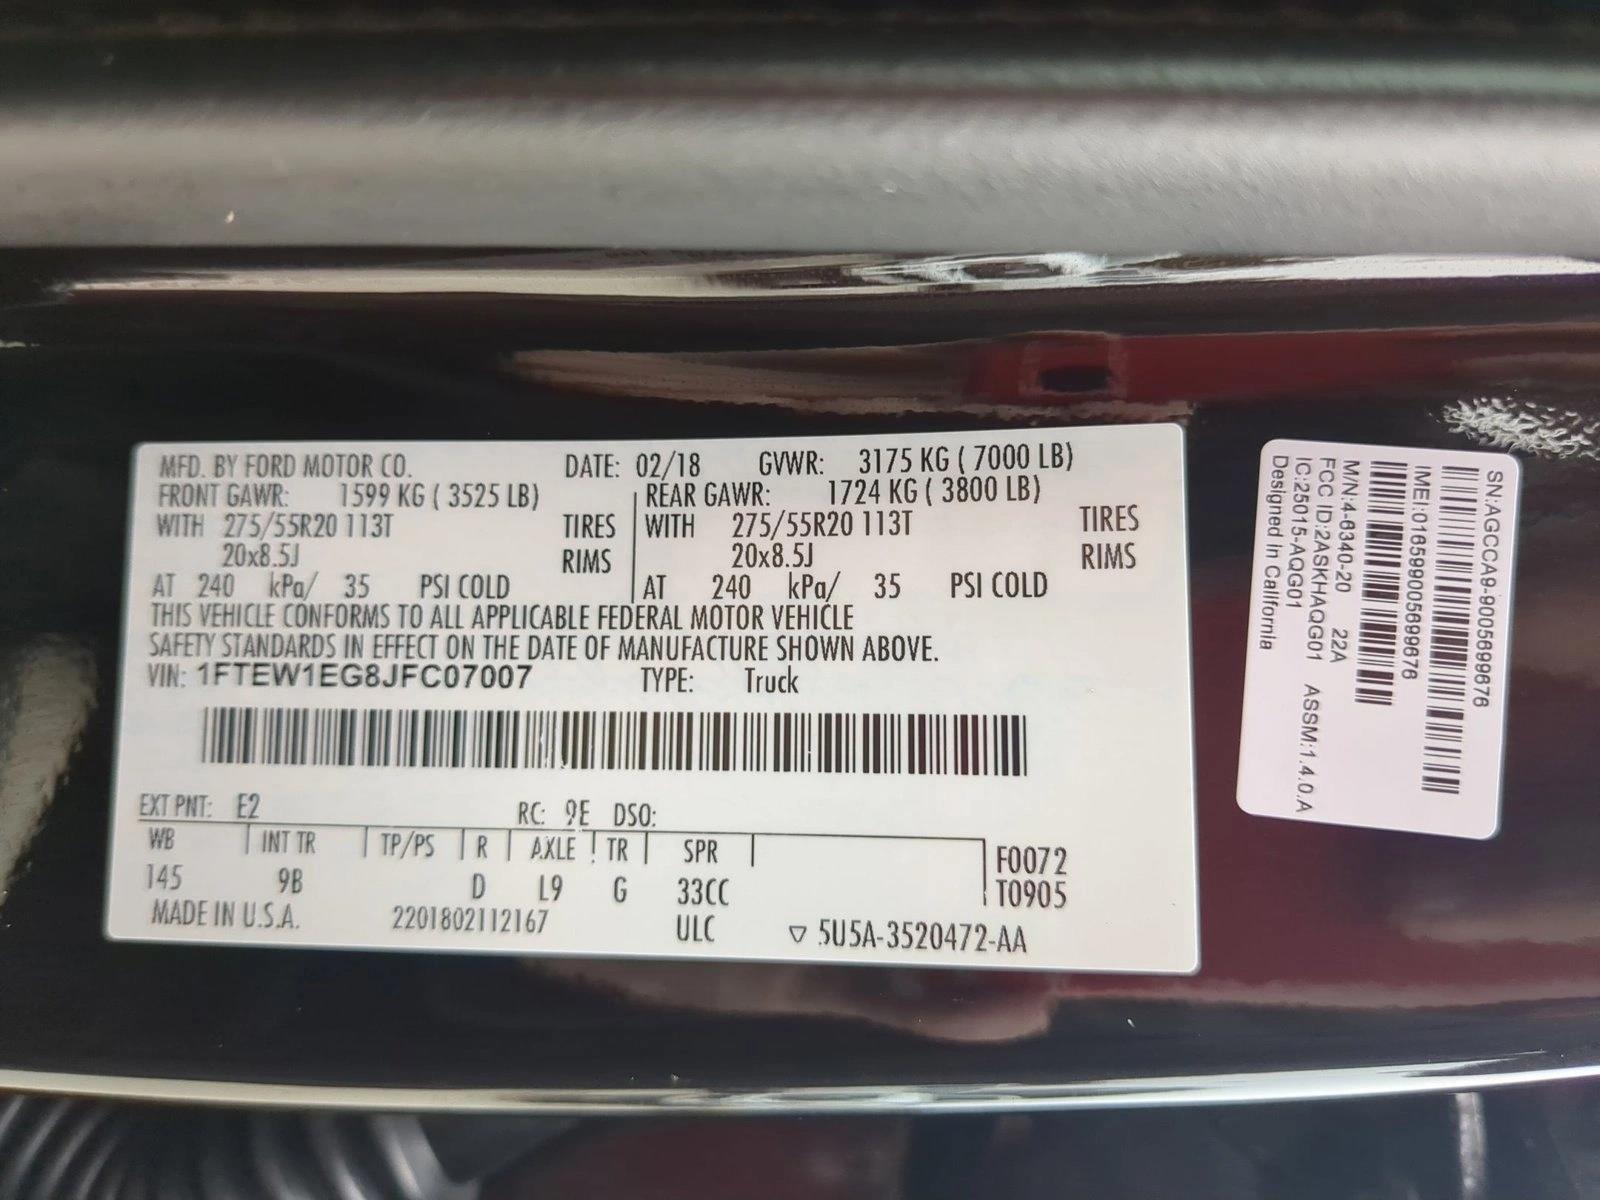 MFD. BY FORD MOTOR CO. DATE: 02/18 GVWR: 3175 KG ( 7000 LB)
FRONT GAWR: 1599 KG ( 3525 LB) REAR GAWR: 1724 KG ( 3800 LB)
WITH 275/55R20 113T TIRES WITH 275/55R20 113T TIRES
20x8.5J RIMS 20x8.5J RIMS
AT 240 kPa/ 35 PSI COLD AT 240 kPa/ 35 PSI COLD
THIS VEHICLE CONFORMS TO ALL APPLICABLE FEDERAL MOTOR VEHICLE
SAFETY STANDARDS IN EFFECT ON THE DATE OF MANUFACTURE SHOWN ABOVE.
VIN: 1FTEW1EG8JFC07007 TYPE: Truck
EXT PNT: E2 RC: 9E DSO:
WB INT TR TP/PS R AXLE TR SPR F0072
145 9B D L9 G 33CC T0905
MADE IN U.S.A. 2201802112167 ULC ▽ 5U5A-3520472-AA
SN:AGCCA9-9005699676
IMEI:016599005699676
M/N:4-6340-20 22A
FCC ID:2ASKHAQG01 ASSM:1.4.0.A
IC:25015-AQG01
Designed in California